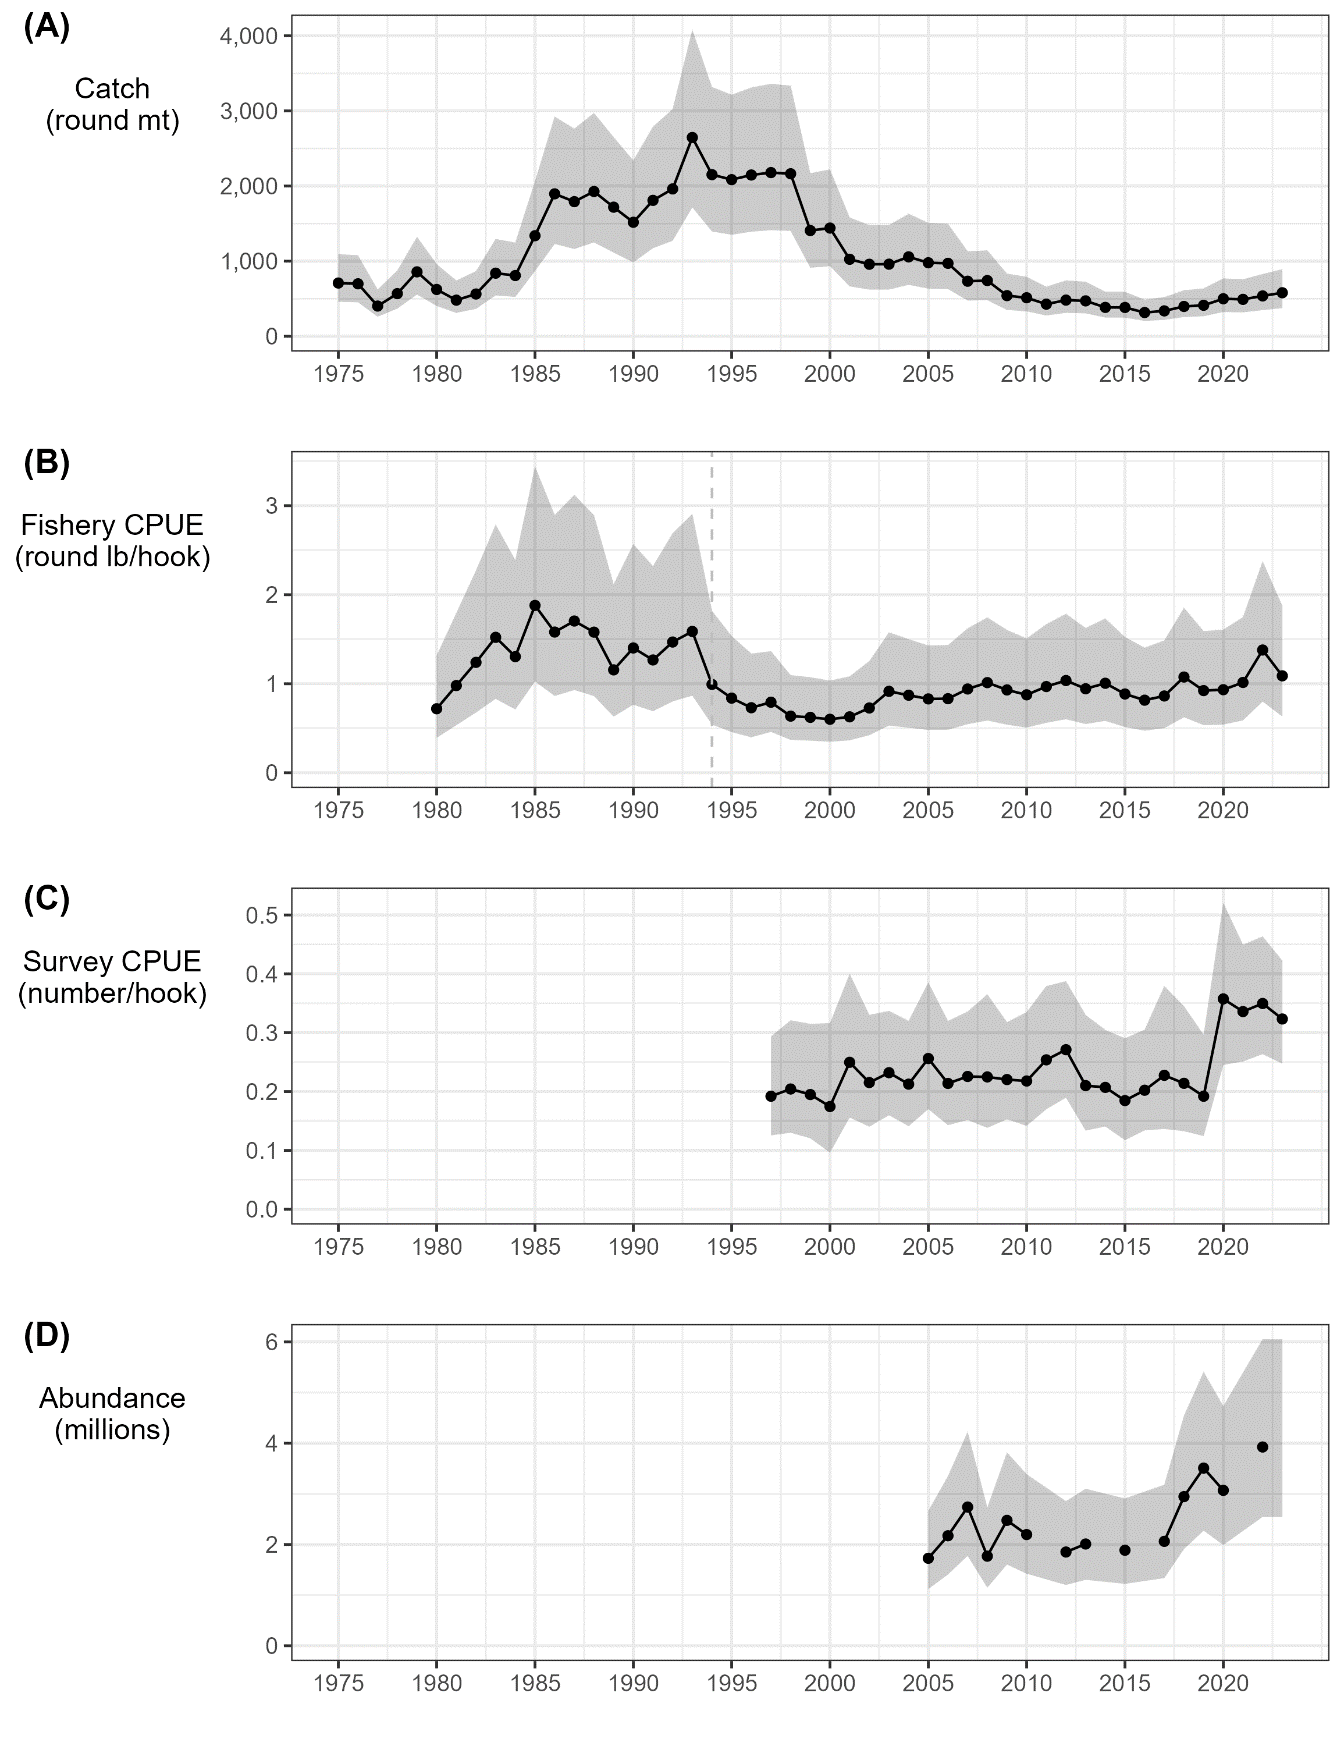 (A)
Catch
(round mt)
4,000
3,000
2,000
1,000
0
1975 1980 1985 1990 1995 2000 2005 2010 2015 2020
(B)
Fishery CPUE
(round lb/hook)
3
2
1
0
1975 1980 1985 1990 1995 2000 2005 2010 2015 2020
(C)
Survey CPUE
(number/hook)
0.5
0.4
0.3
0.2
0.1
0.0
1975 1980 1985 1990 1995 2000 2005 2010 2015 2020
(D)
Abundance
(millions)
6
4
2
0
1975 1980 1985 1990 1995 2000 2005 2010 2015 2020